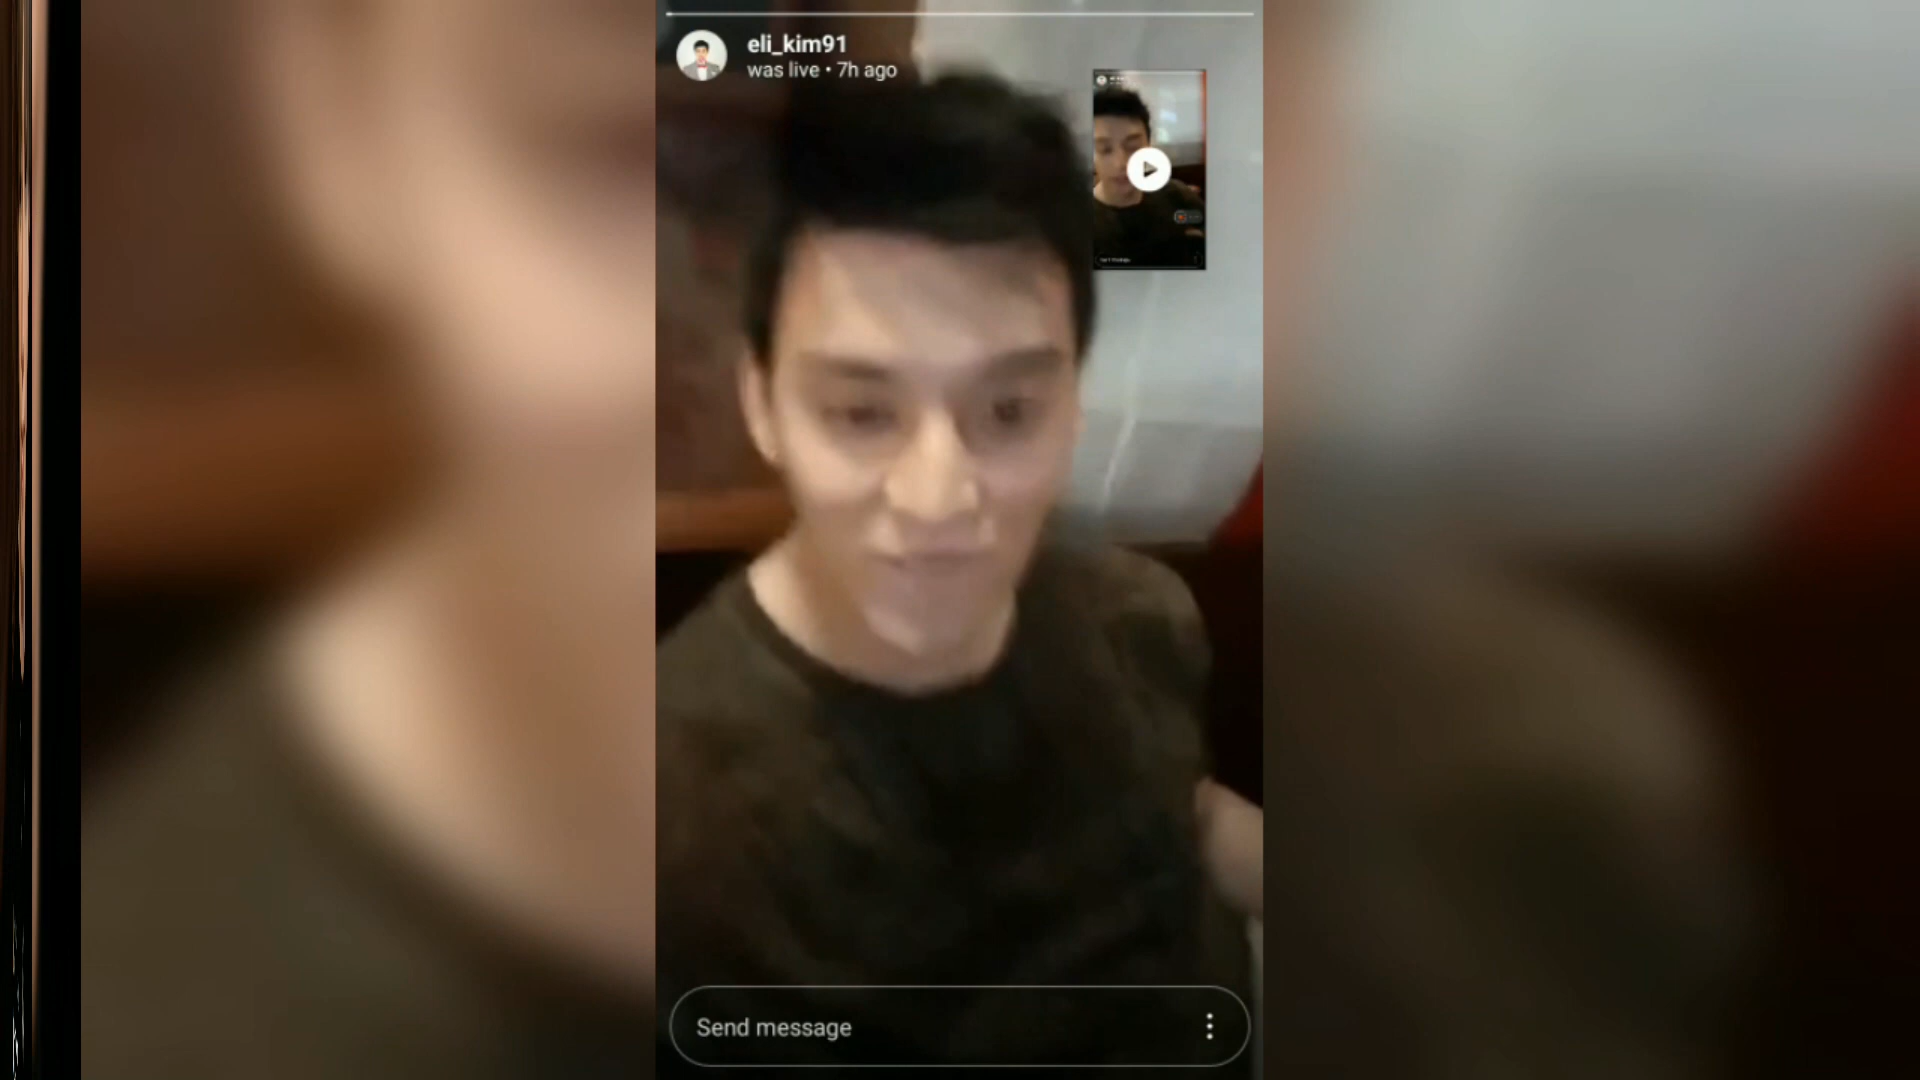 eli_kim91
was live • 7h ago
Send message